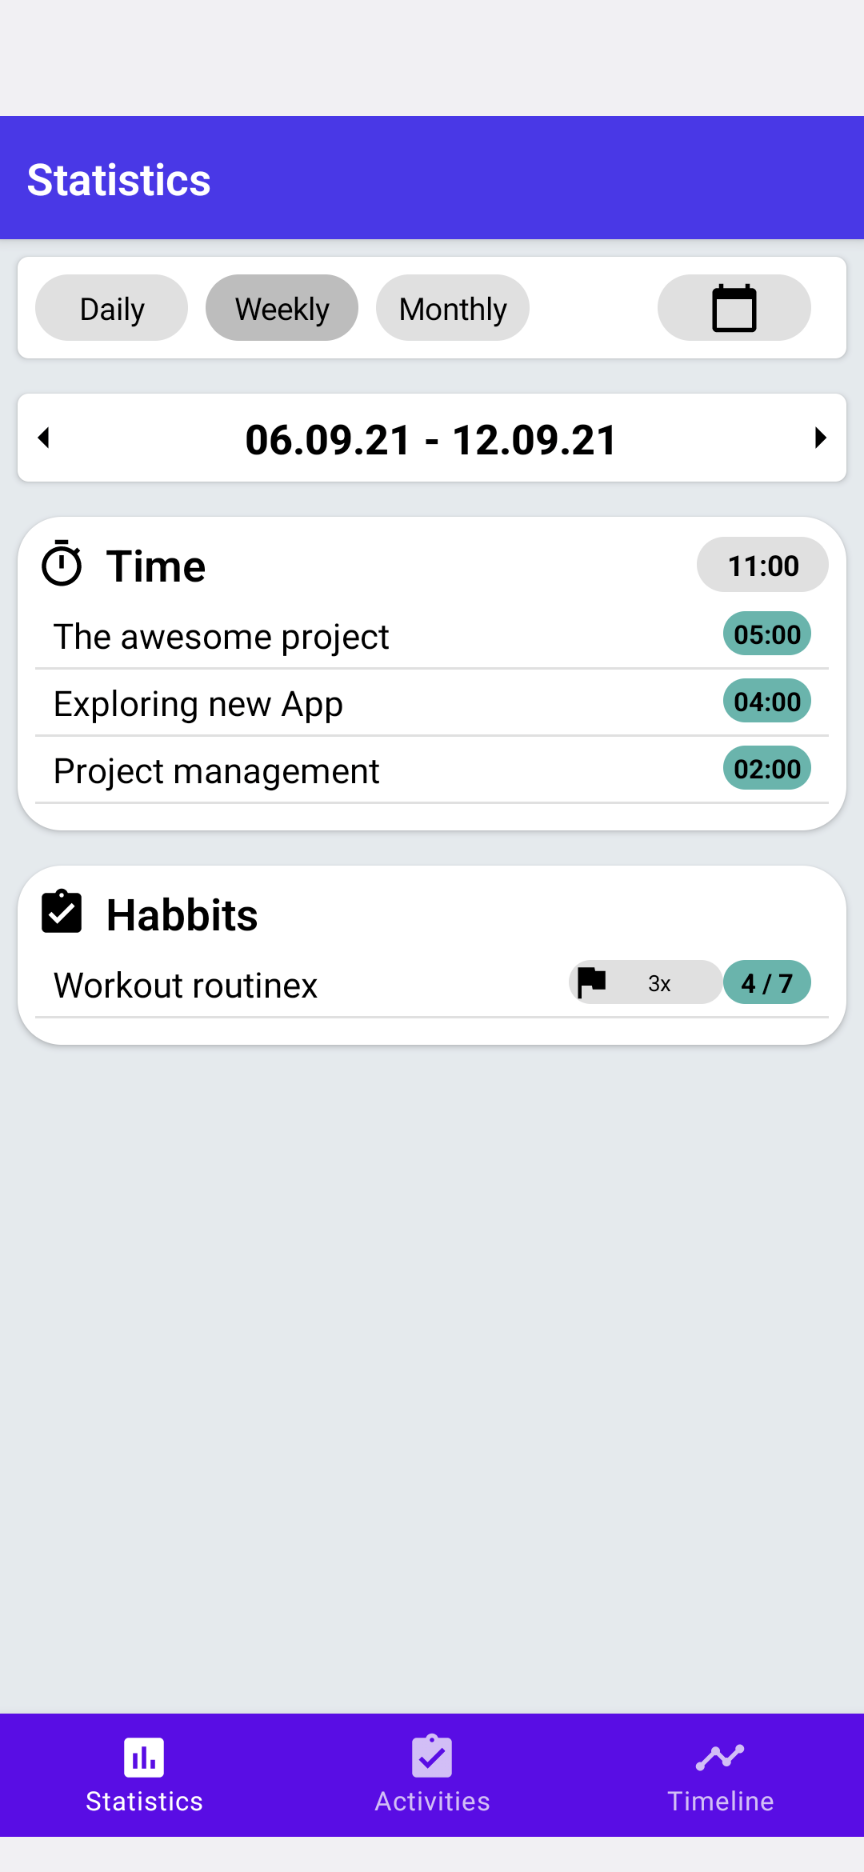 Statistics
Daily Weekly Monthly
06.09.21 - 12.09.21
Time 11:00
The awesome project 05:00
Exploring new App 04:00
Project management 02:00
Habbits
Workout routinex 3x 4 / 7
Statistics Activities Timeline